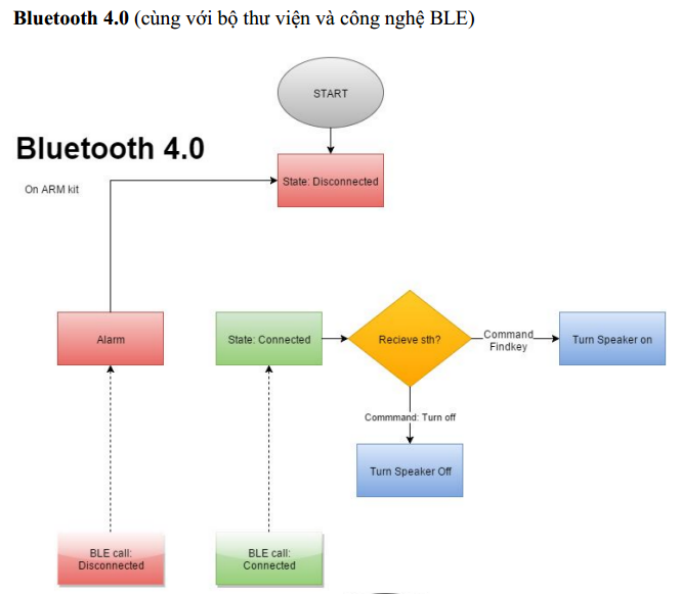 Bluetooth 4.0 (cùng với bộ thư viện và công nghệ BLE)
START
Bluetooth 4.0
On ARM kit
State: Disconnected
Alarm
State: Connected
Recieve sth?
Command
Findkey
Turn Speaker on
Commmand: Turn off
Turn Speaker Off
BLE call:
Disconnected
BLE call:
Connected